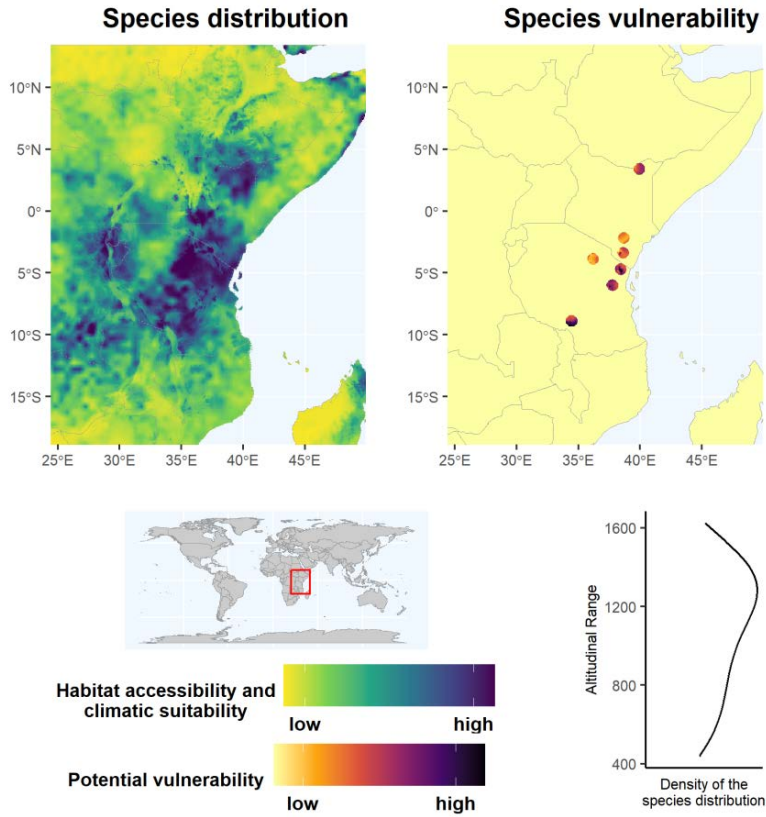 Species distribution
Species vulnerability
10°N
5°N
0°
5°S
10°S
15°S
25°E
30°E
35°E
40°E
45°E
10°N
5°N
0°
5°S
10°S
15°S
25°E
30°E
35°E
40°E
45°E
Habitat accessibility and
climatic suitability
low
high
Potential vulnerability
low
high
Altitudinal Range
1600
1200
800
400
Density of the
species distribution